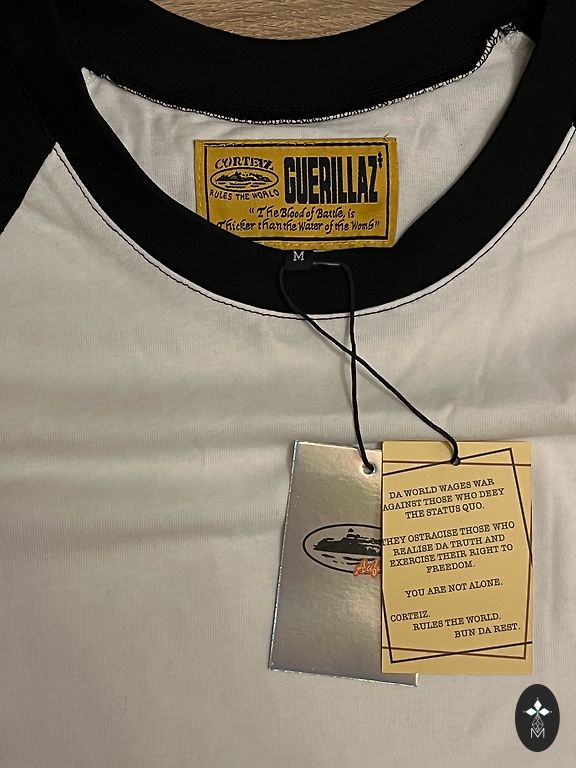 CORTEIZ
RULES THE WORLD
GUERILLAZ
" The Blood of Battle, is
Thicker than the Water of the Womb"
M
DA WORLD WAGES WAR
AGAINST THOSE WHO DEFY
THE STATUS QUO.
THEY OSTRACISE THOSE WHO
REALISE DA TRUTH AND
EXERCISE THEIR RIGHT TO
FREEDOM.
YOU ARE NOT ALONE.
CORTEIZ.
RULES THE WORLD.
BUN DA REST.
M